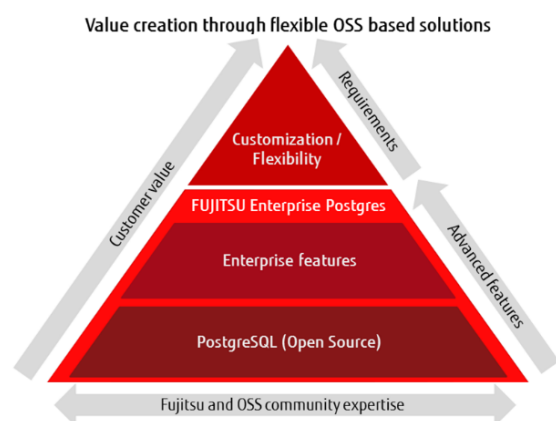 Value creation through flexible OSS based solutions
Customer value
Requirements
Customization /
Flexibility
FUJITSU Enterprise Postgres
Enterprise features
Advanced features
PostgreSQL (Open Source)
Fujitsu and OSS community expertise